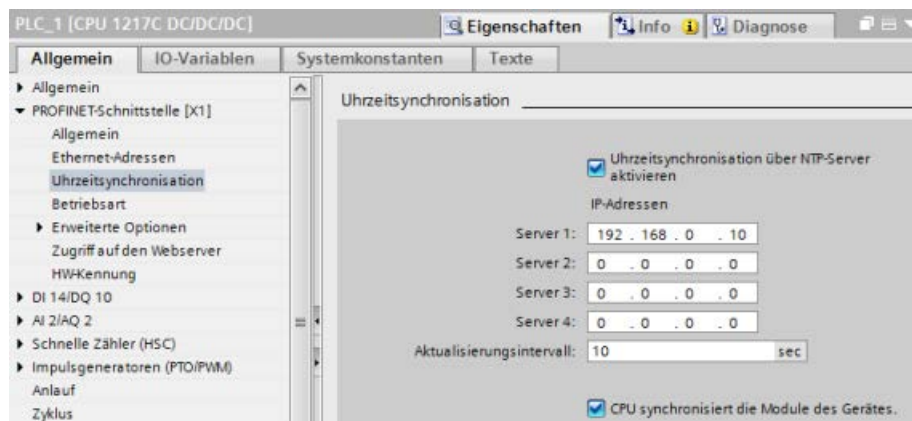 PLC_1 [CPU 1217C DC/DC/DC]
Eigenschaften
Info
Diagnose
Allgemein
IO-Variablen
Systemkonstanten
Texte
Allgemein
PROFINET-Schnittstelle [X1]
Allgemein
Ethernet-Adressen
Uhrzeitsynchronisation
Betriebsart
Erweiterte Optionen
Zugriff auf den Webserver
HW-Kennung
DI 14/DQ 10
AI 2/AQ 2
Schnelle Zähler (HSC)
Impulsgeneratoren (PTO/PWM)
Anlauf
Zyklus
Uhrzeitsynchronisation
Uhrzeitsynchronisation über NTP-Server
aktivieren
IP-Adressen
Server 1: 192 . 168 . 0 . 10
Server 2: 0 . 0 . 0 . 0
Server 3: 0 . 0 . 0 . 0
Server 4: 0 . 0 . 0 . 0
Aktualisierungsintervall: 10 sec
CPU synchronisiert die Module des Gerätes.